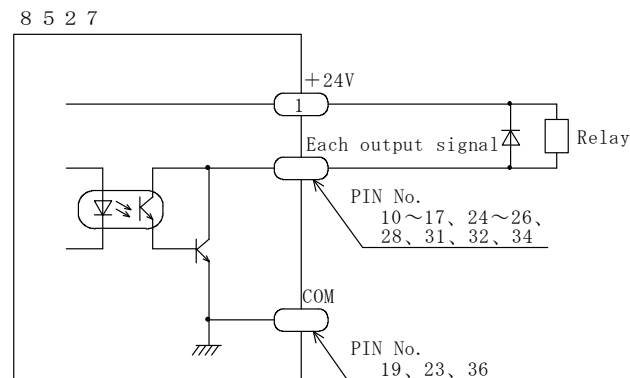 ８５２７
＋24V
1
Each output signal
Relay
PIN No.
10～17、24～26、
28、31、32、34
COM
PIN No.
19、23、36